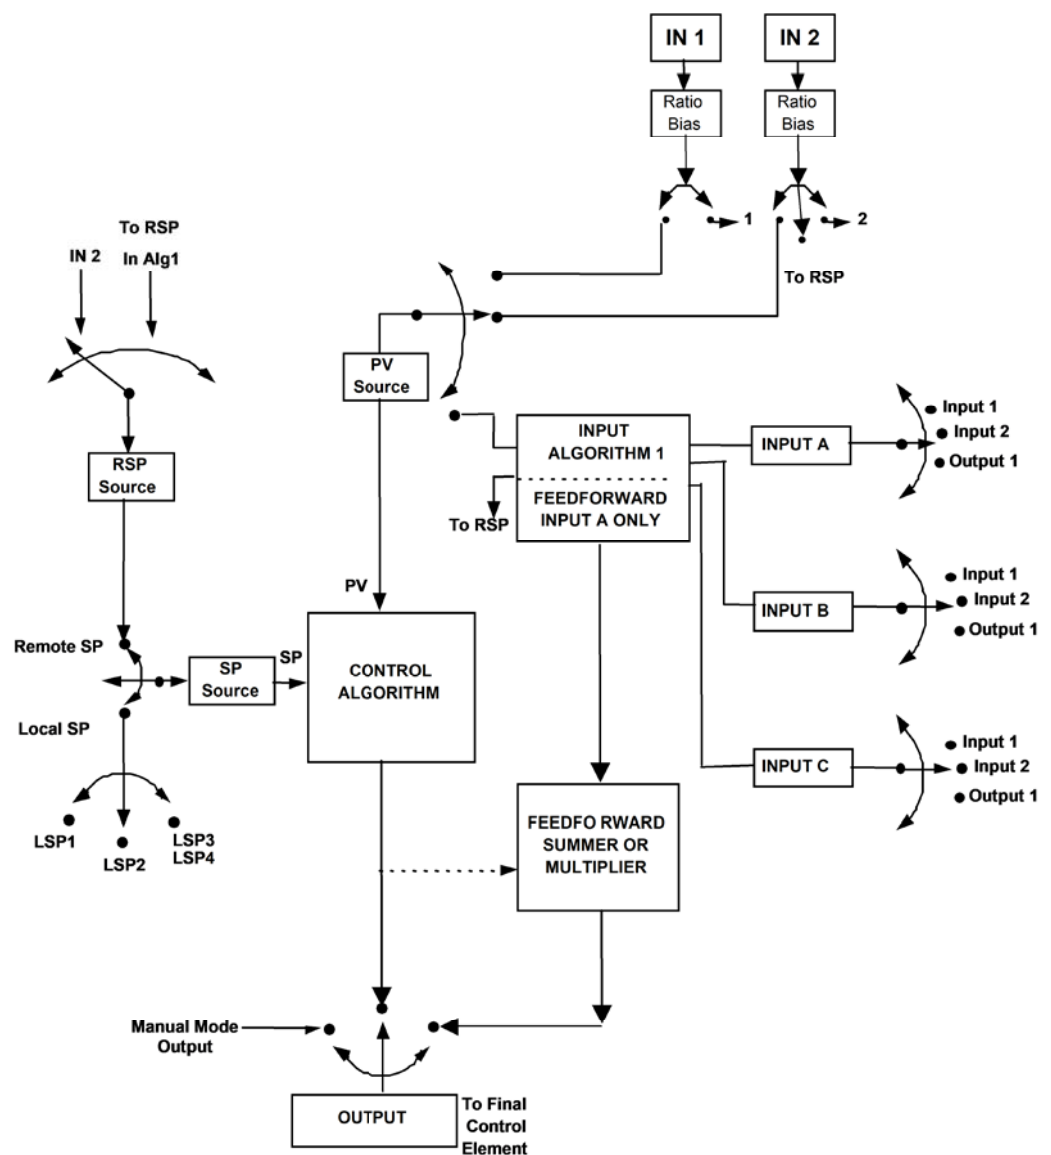 IN 1
IN 2
Ratio
Bias
Ratio
Bias
1
2
To RSP
To RSP
IN 2
In Alg1
PV
Source
RSP
Source
INPUT
ALGORITHM 1
FEEDFORWARD
INPUT A ONLY
To RSP
INPUT A
Input 1
Input 2
Output 1
INPUT B
Input 1
Input 2
Output 1
INPUT C
Input 1
Input 2
Output 1
PV
Remote SP
SP
Source
SP
CONTROL
ALGORITHM
Local SP
LSP1
LSP2
LSP3
LSP4
FEEDFO RWARD
SUMMER OR
MULTIPLIER
Manual Mode
Output
OUTPUT
To Final
Control
Element